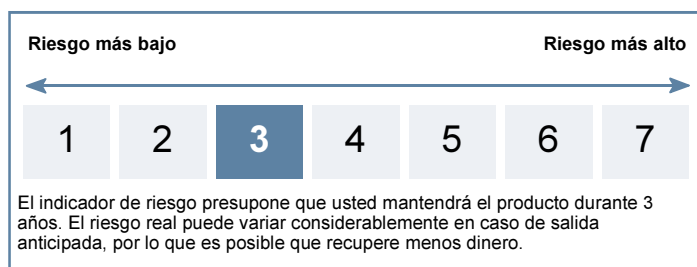 Riesgo más bajo Riesgo más alto
1 2 3 4 5 6 7
El indicador de riesgo presupone que usted mantendrá el producto durante 3
años. El riesgo real puede variar considerablemente en caso de salida
anticipada, por lo que es posible que recupere menos dinero.